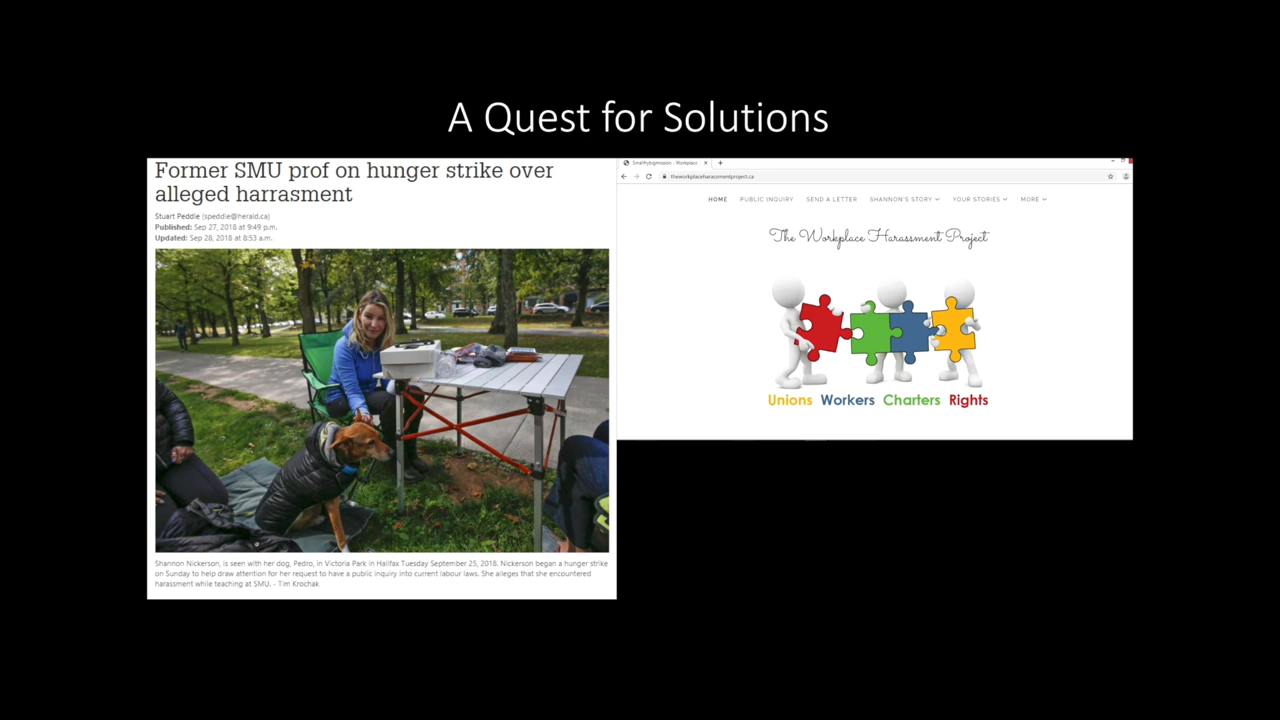 A Quest for Solutions
Former SMU prof on hunger strike over
alleged harrasment
Stuart Peddie (speddie@herald.ca)
Published: Sep 27, 2018 at 9:49 p.m.
Updated: Sep 28, 2018 at 8:53 a.m.
Shannon Nickerson, is seen with her dog, Pedro, in Victoria Park in Halifax Tuesday September 25, 2018. Nickerson began a hunger strike
on Sunday to help draw attention for her request to have a public inquiry into current labour laws. She alleges that she encountered
harassment while teaching at SMU. - Tim Krochak
Smallfrybigmission - Workplace
theworkplaceharassmentproject.ca
HOME PUBLIC INQUIRY SEND A LETTER SHANNON'S STORY YOUR STORIES MORE
The Workplace Harassment Project
Unions Workers Charters Rights